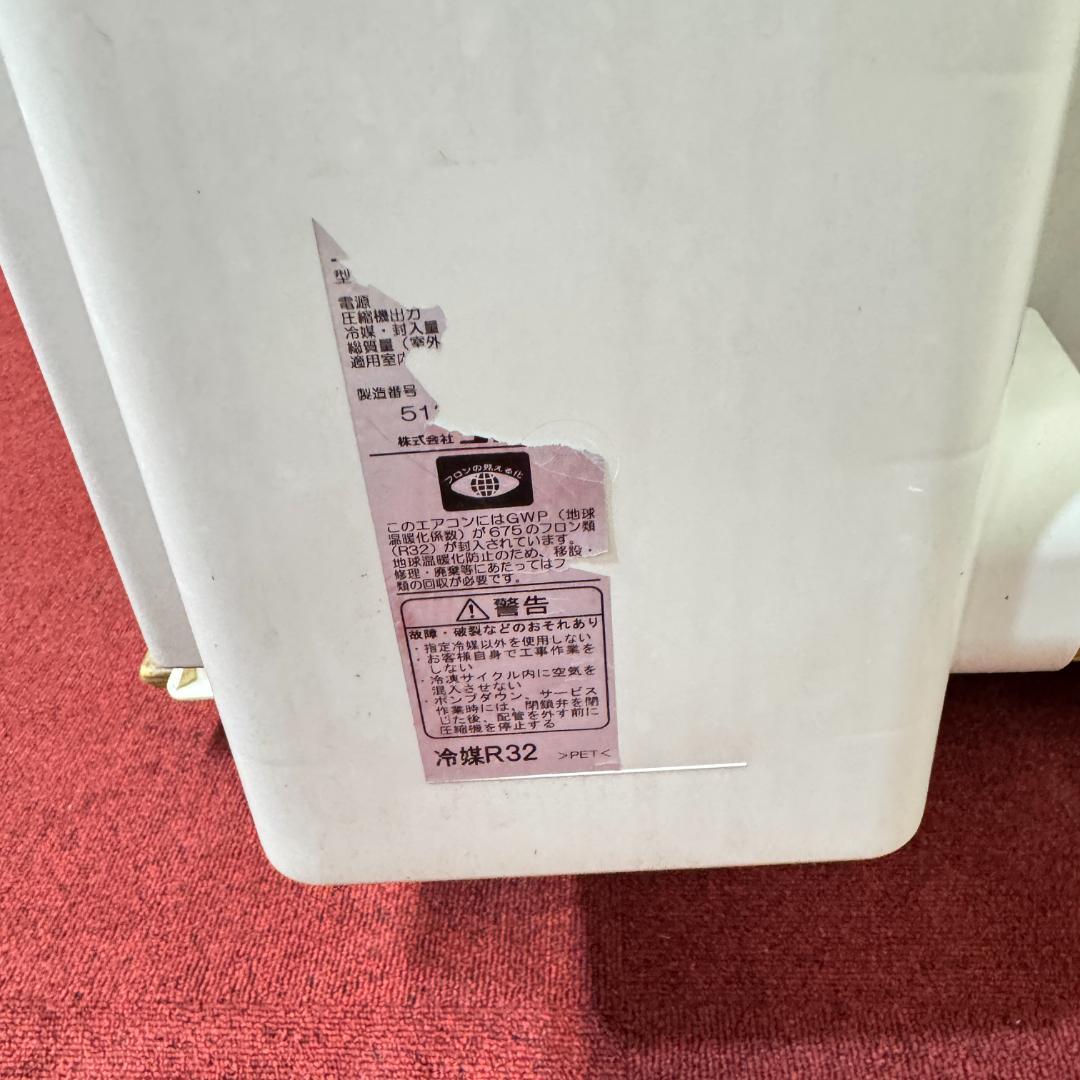 型
電源
圧縮機出力
冷媒・封入量
総質量（室外
適用室内
製造番号
51
株式会社
フロンの見える化
このエアコンにはGWP（地球
温暖化係数）が675のフロン類
（R32）が封入されています。
地球温暖化防止のため、移設・
修理・廃棄等にあたってはフ
類の回収が必要です。
警告
故障・破裂などのおそれあり
・指定冷媒以外を使用しない
・お客様自身で工事作業を
しない
・冷凍サイクル内に空気を
混入させない
・ポンプダウン、サービス
作業時には、閉鎖弁を閉
じた後、配管を外す前に
圧縮機を停止する
冷媒R32 >PET<